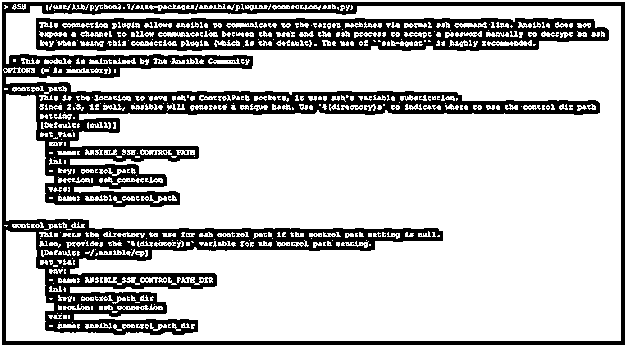 > SSH    (/usr/lib/python2.7/site-packages/ansible/plugins/connection/ssh.py)
This connection plugin allows ansible to communicate to the target machines via normal ssh command line. Ansible does not
expose a channel to allow communication between the user and the ssh process to accept a password manually to decrypt an ssh
key when using this connection plugin (which is the default). The use of `ssh-agent' is highly recommended.
* This module is maintained by The Ansible Community
OPTIONS (= is mandatory):
- control_path
This is the location to save ssh's ControlPath sockets, it uses ssh's variable substitution.
Since 2.3, if null, ansible will generate a unique hash. Use `%(directory)s' to indicate where to use the control dir path
setting.
[Default: (null)]
set_via:
env:
- name: ANSIBLE_SSH_CONTROL_PATH
ini:
- key: control_path
section: ssh_connection
vars:
- name: ansible_control_path
- control_path_dir
This sets the directory to use for ssh control path if the control path setting is null.
Also, provides the `%(directory)s' variable for the control path setting.
[Default: ~/.ansible/cp]
set_via:
env:
- name: ANSIBLE_SSH_CONTROL_PATH_DIR
ini:
- key: control_path_dir
section: ssh_connection
vars:
- name: ansible_control_path_dir